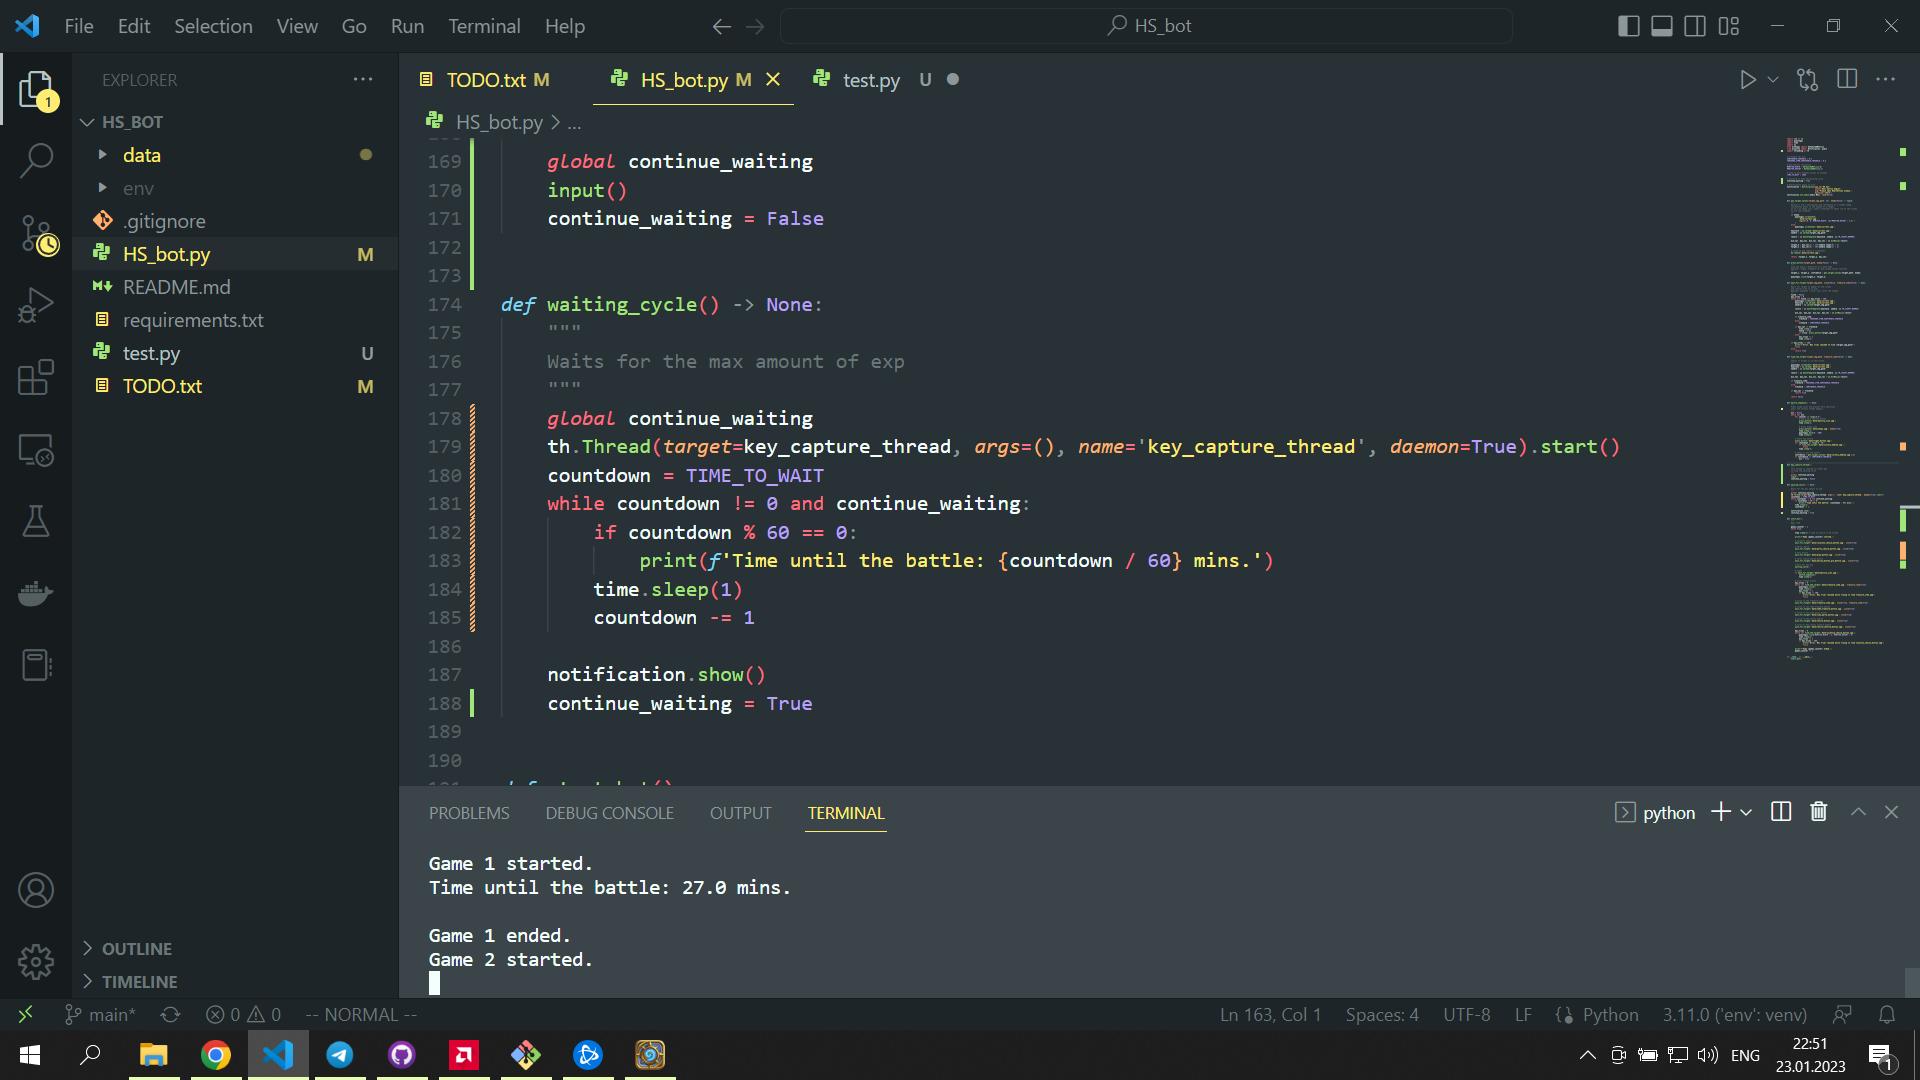 File Edit Selection View Go Run Terminal Help
HS_bot
EXPLORER
HS_BOT
data
env
.gitignore
HS_bot.py M
README.md
requirements.txt
test.py U
TODO.txt M
OUTLINE
TIMELINE
1
TODO.txt M HS_bot.py M test.py U
HS_bot.py > ...
169 global continue_waiting
170 input()
171 continue_waiting = False
172
173
174 def waiting_cycle() -> None:
175 """
176 Waits for the max amount of exp
177 """
178 global continue_waiting
179 th.Thread(target=key_capture_thread, args=(), name='key_capture_thread', daemon=True).start()
180 countdown = TIME_TO_WAIT
181 while countdown != 0 and continue_waiting:
182 if countdown % 60 == 0:
183 print(f'Time until the battle: {countdown / 60} mins.')
184 time.sleep(1)
185 countdown -= 1
186
187 notification.show()
188 continue_waiting = True
189
190
PROBLEMS DEBUG CONSOLE OUTPUT TERMINAL
python
Game 1 started.
Time until the battle: 27.0 mins.
Game 1 ended.
Game 2 started.
main* 0 0 -- NORMAL --
Ln 163, Col 1 Spaces: 4 UTF-8 LF Python 3.11.0 ('env': venv)
ENG
22:51
23.01.2023
1